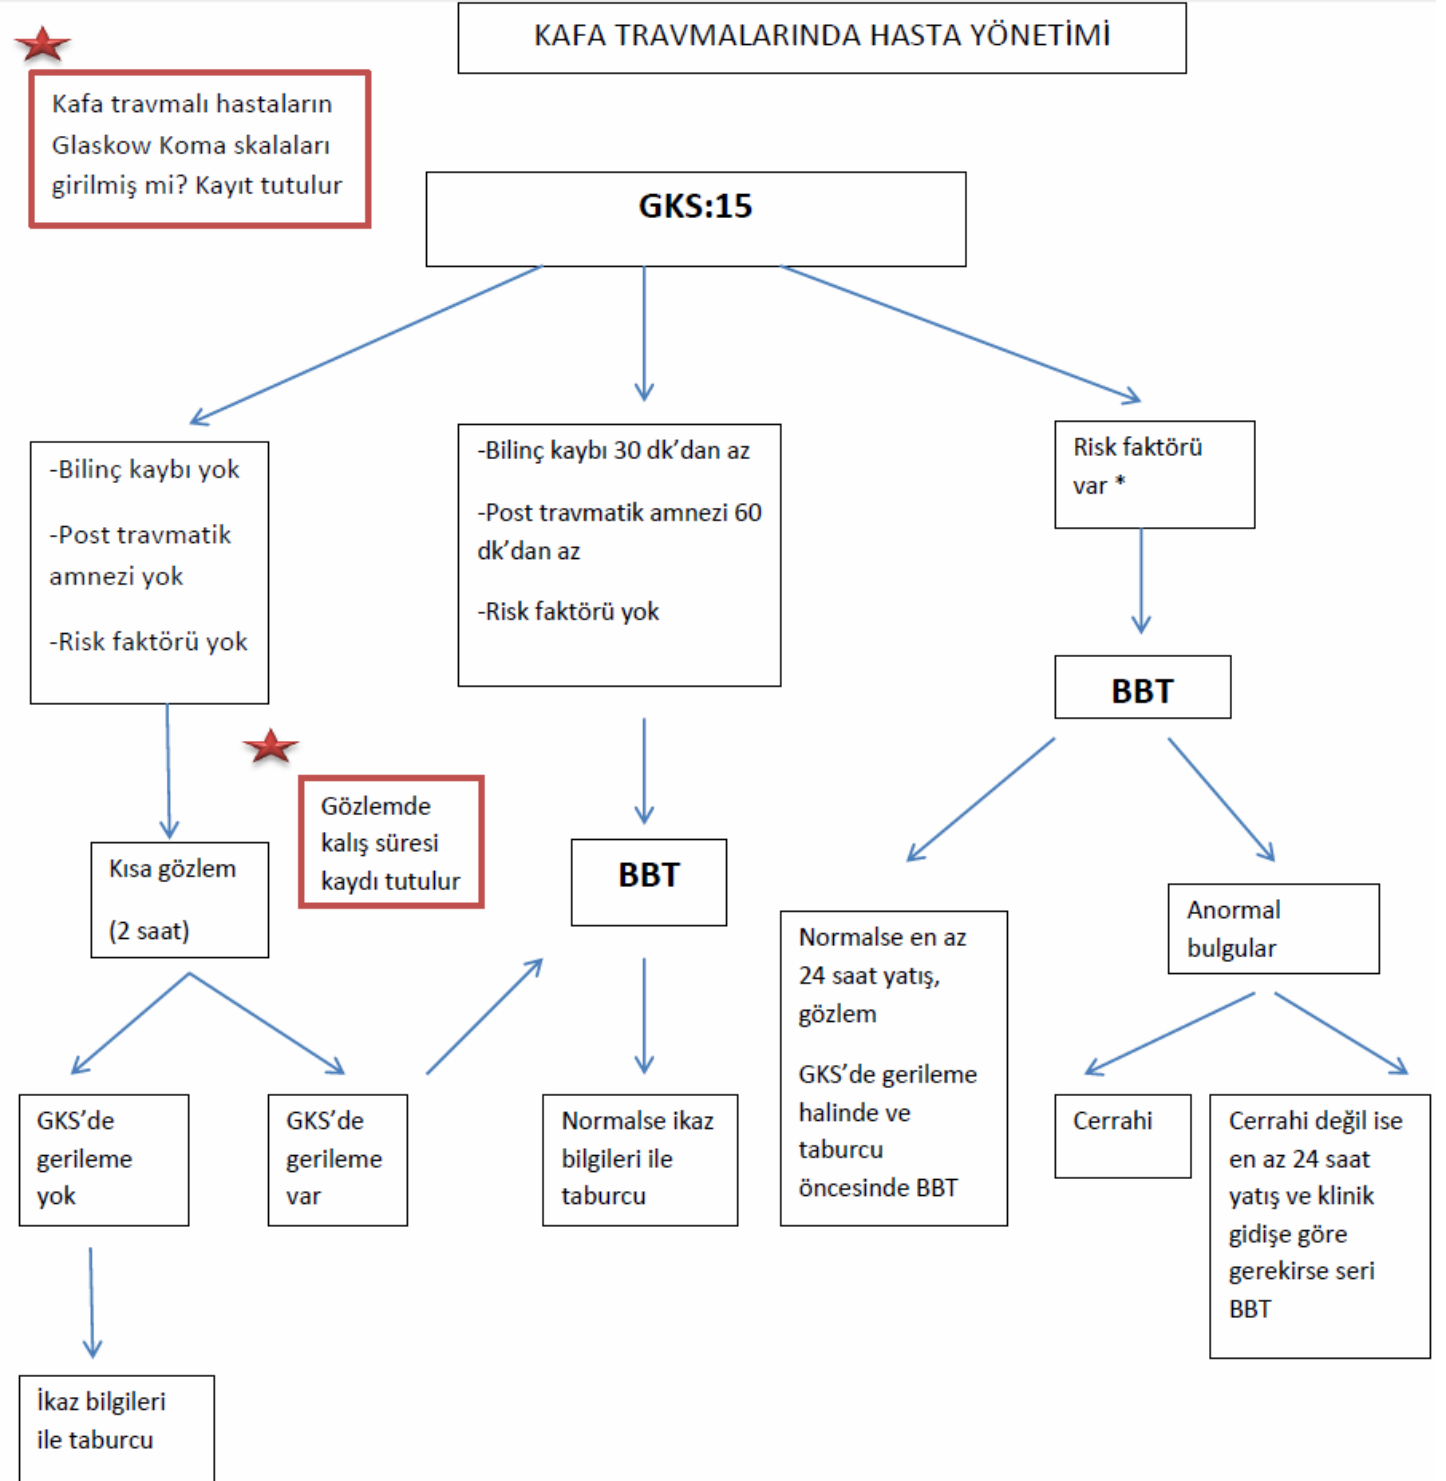 KAFA TRAVMALARINDA HASTA YÖNETİMİ
Kafa travmalı hastaların
Glaskow Koma skalaları
girilmiş mi? Kayıt tutulur
GKS:15
-Bilinç kaybı yok
-Post travmatik
amnezi yok
-Risk faktörü yok
-Bilinç kaybı 30 dk’dan az
-Post travmatik amnezi 60
dk’dan az
-Risk faktörü yok
Risk faktörü
var *
BBT
Gözlemde
kalış süresi
kaydı tutulur
Kısa gözlem
(2 saat)
BBT
Normalse en az
24 saat yatış,
gözlem
GKS’de gerileme
halinde ve
taburcu
öncesinde BBT
Anormal
bulgular
GKS’de
gerileme
yok
GKS’de
gerileme
var
Normalse ikaz
bilgileri ile
taburcu
Cerrahi
Cerrahi değil ise
en az 24 saat
yatış ve klinik
gidişe göre
gerekirse seri
BBT
İkaz bilgileri
ile taburcu